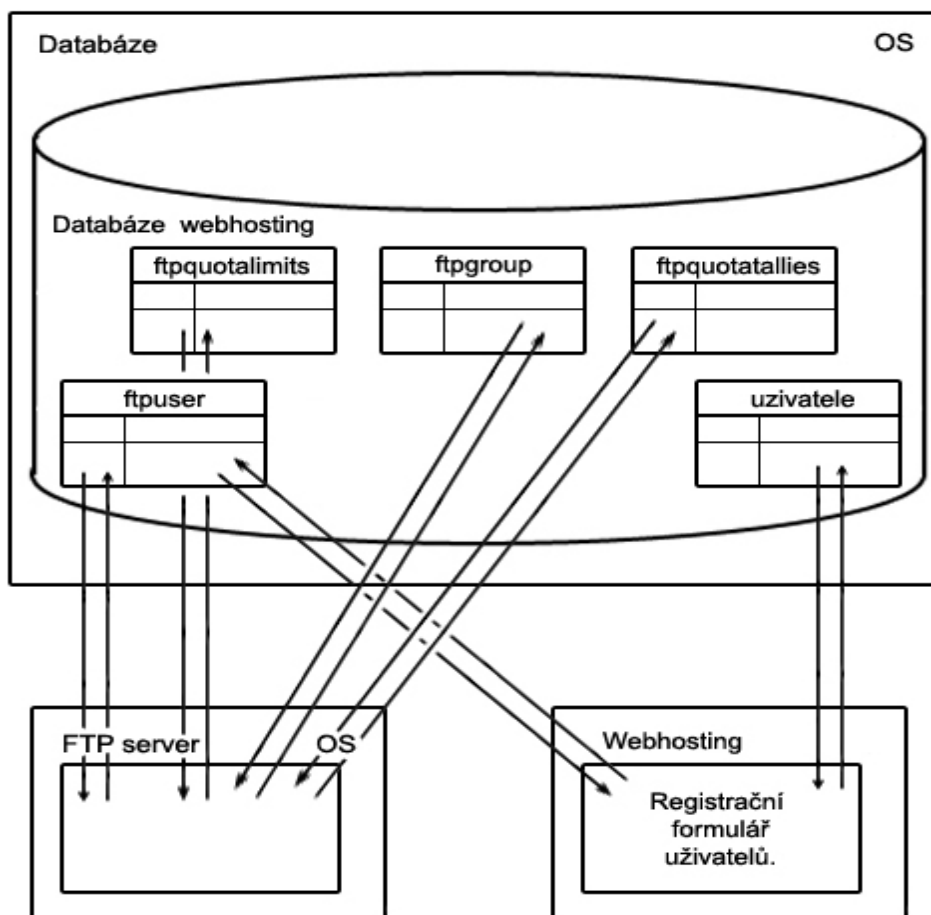 Databáze OS
Databáze webhosting
ftpquotalimits ftpgroup ftpquotatallies
ftpuser uzivatele
FTP server OS
Webhosting
Registrační
formulář
uživatelů.